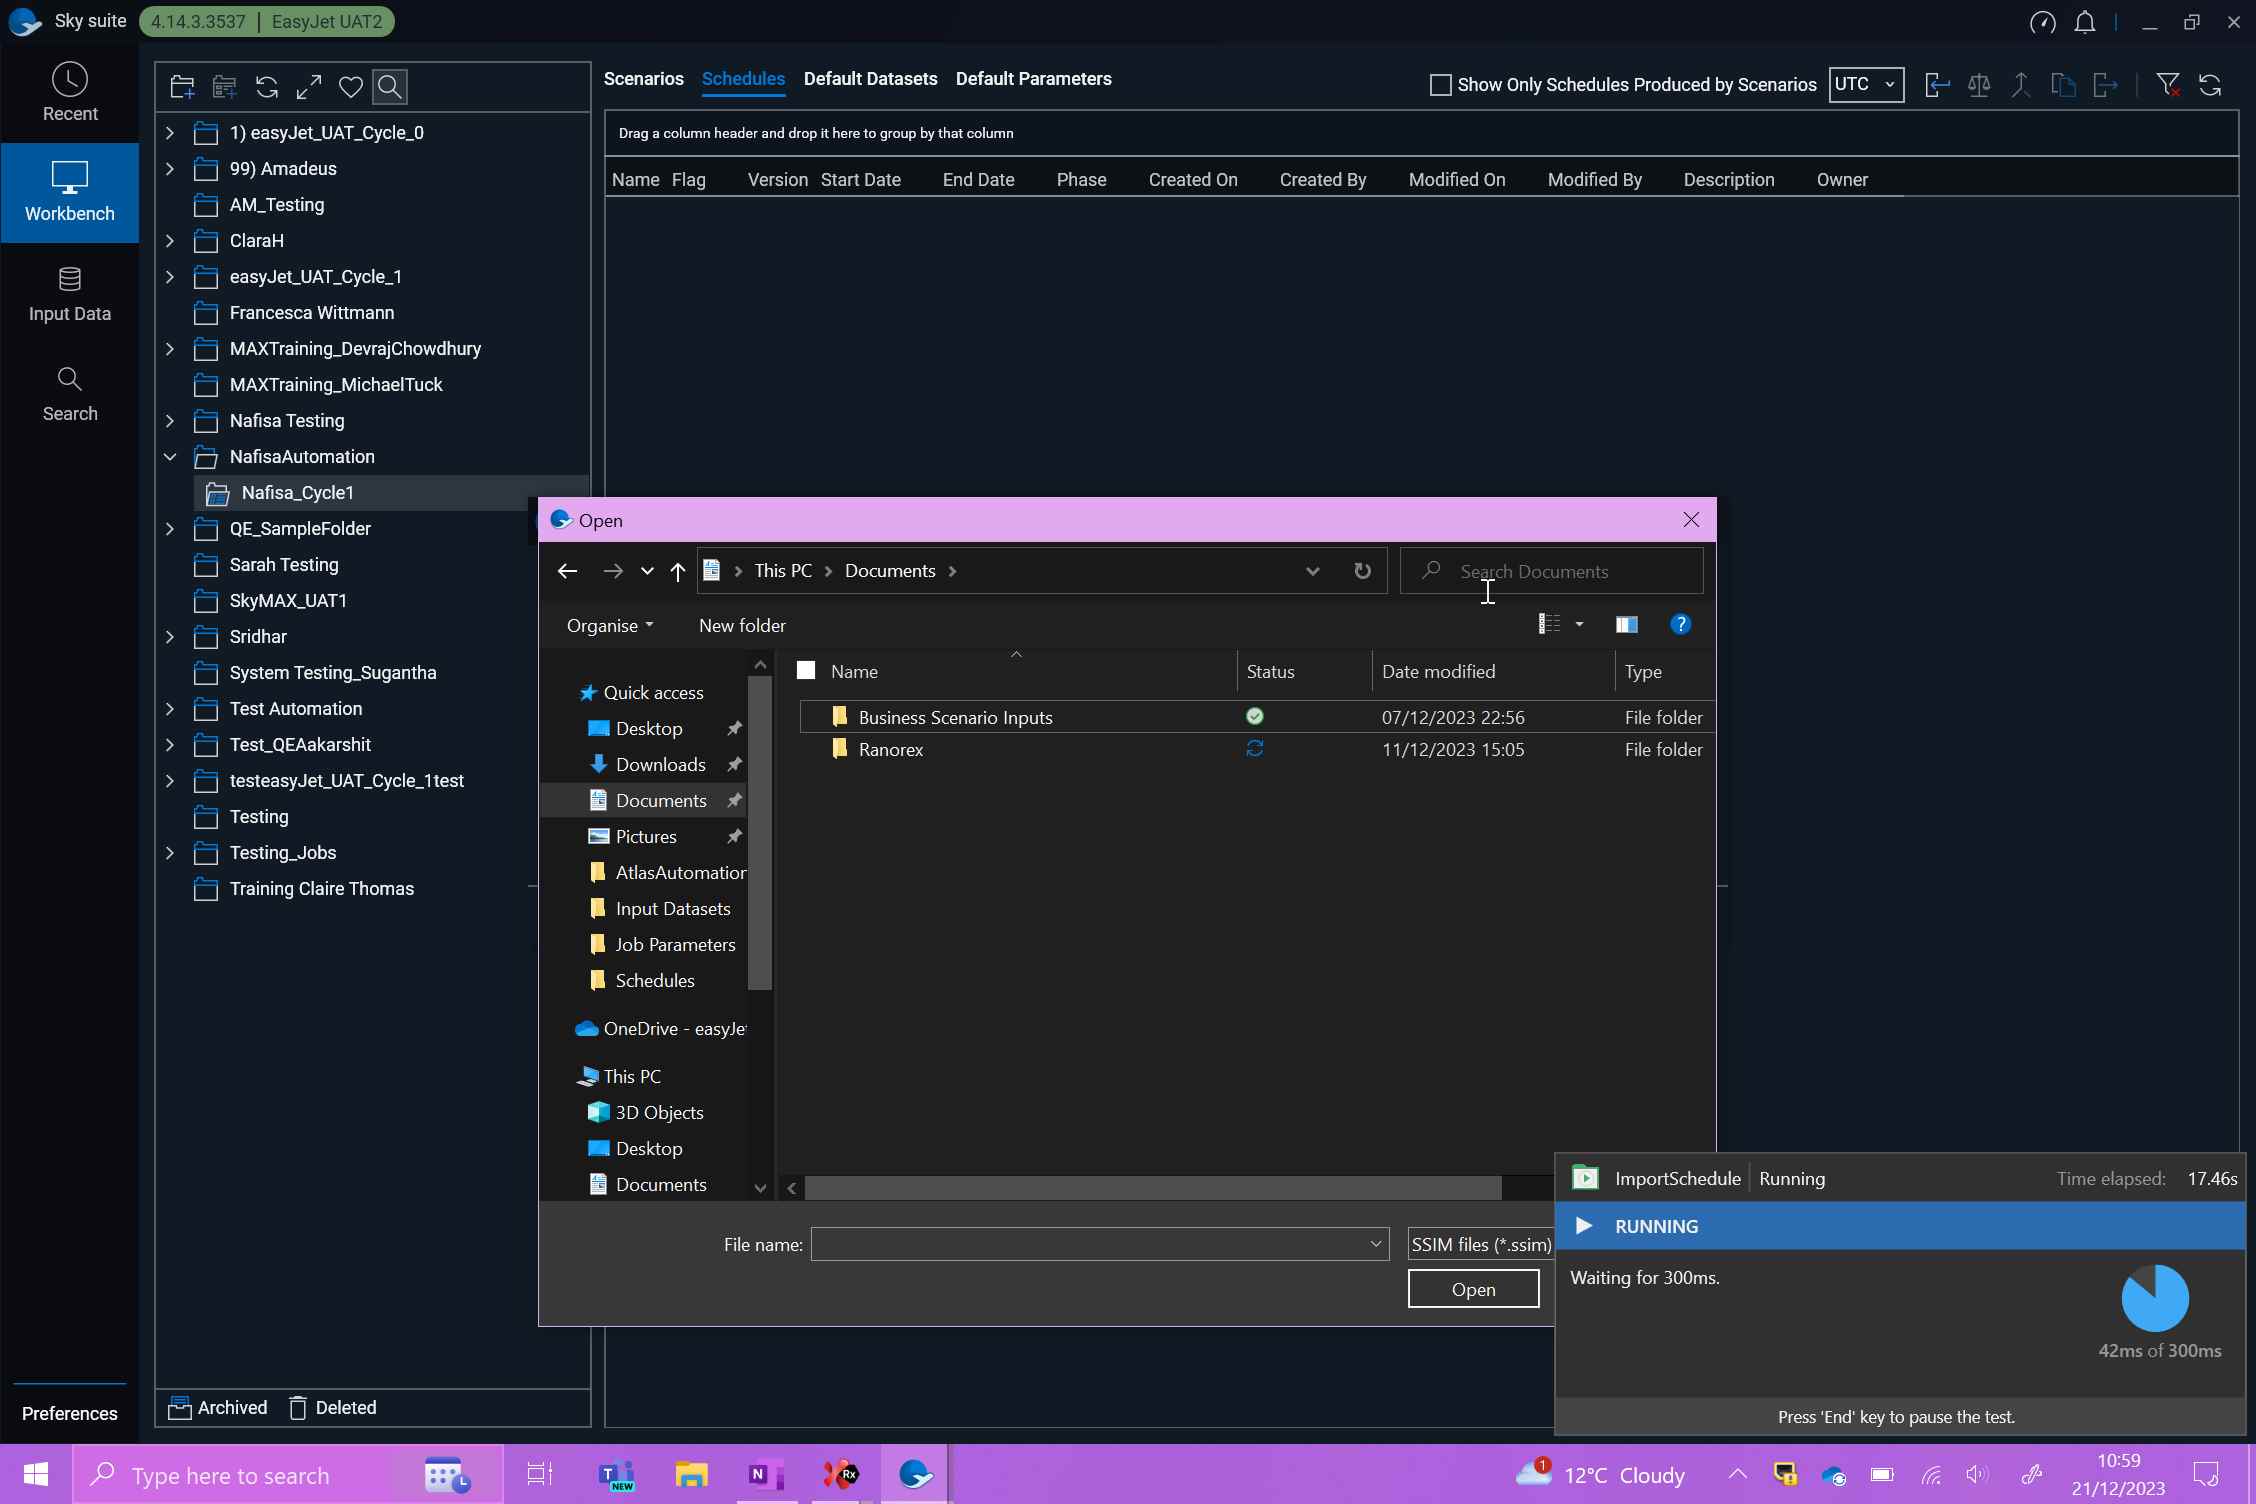 Sky suite 4.14.3.3537 | EasyJet UAT2
Recent
Workbench
Input Data
Search
Preferences
1) easyJet_UAT_Cycle_0
99) Amadeus
AM_Testing
ClaraH
easyJet_UAT_Cycle_1
Francesca Wittmann
MAXTraining_DevrajChowdhury
MAXTraining_MichaelTuck
Nafisa Testing
NafisaAutomation
Nafisa_Cycle1
QE_SampleFolder
Sarah Testing
SkyMAX_UAT1
Sridhar
System Testing_Sugantha
Test Automation
Test_QEAakarshit
testeasyJet_UAT_Cycle_1test
Testing
Testing_Jobs
Training Claire Thomas
Archived Deleted
Scenarios Schedules Default Datasets Default Parameters
Show Only Schedules Produced by Scenarios UTC
Drag a column header and drop it here to group by that column
Name Flag Version Start Date End Date Phase Created On Created By Modified On Modified By Description Owner
Open
This PC > Documents >
Search Documents
Organise New folder
?
Quick access
Desktop
Downloads
Documents
Pictures
AtlasAutomation
Input Datasets
Job Parameters
Schedules
OneDrive - easyJet
This PC
3D Objects
Desktop
Documents
Name Status Date modified Type
Business Scenario Inputs 07/12/2023 22:56 File folder
Ranorex 11/12/2023 15:05 File folder
File name: SSIM files (*.ssim)
Open
ImportSchedule Running Time elapsed: 17.46s
RUNNING
Waiting for 300ms.
42ms of 300ms
Press 'End' key to pause the test.
Type here to search
T NEW
N
Rx
1
12°C Cloudy
10:59
21/12/2023